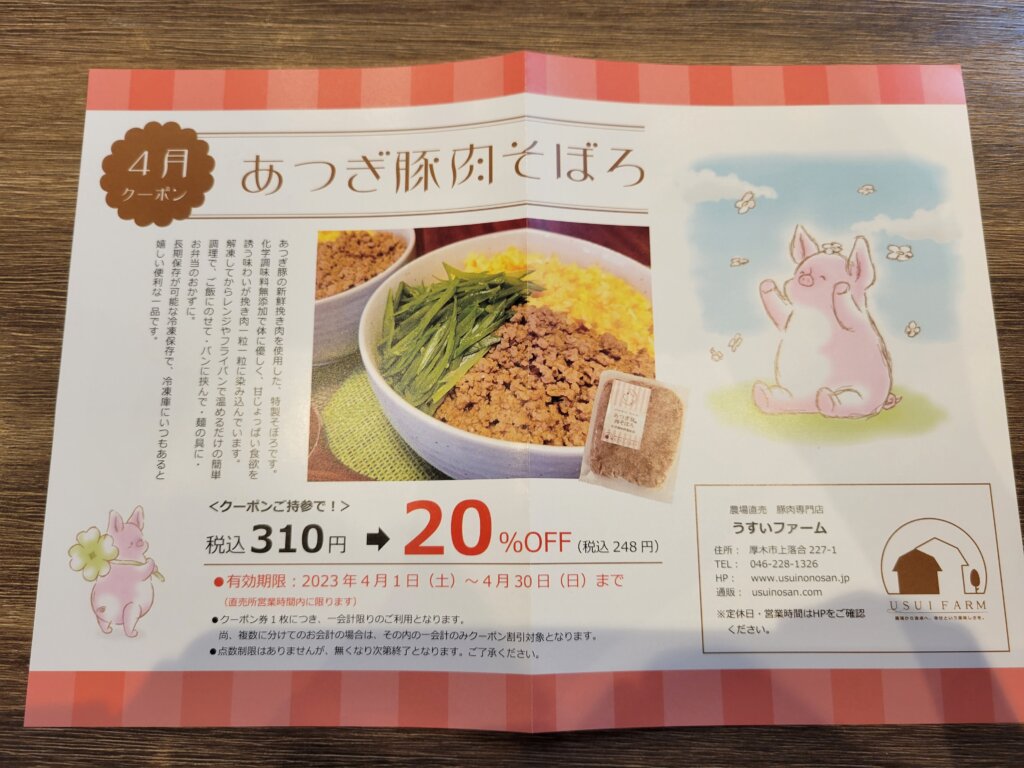 4月
クーポン
あつぎ豚肉そぼろ
あつぎ豚の新鮮挽き肉を使用した、特製そぼろです。
化学調味料無添加で体に優しく、甘じょっぱい食欲を
誘う味わいが挽き肉一粒一粒に染み込んでいます。
解凍してからレンジやフライパンで温めるだけの簡単
調理で、ご飯にのせて・パンに挟んで・麺の具に・
お弁当のおかずに。
長期保存が可能な冷凍保存で、冷凍庫にいつもあると
嬉しい便利な一品です。
<クーポンご持参で!>
税込310円 ➡ 20%OFF (税込 248 円)
●有効期限:2023年4月1日(土)~4月30日(日)まで
(直売所営業時間内に限ります)
●クーポン券1枚につき、一会計限りのご利用となります。
尚、複数に分けてのお会計の場合は、その内の一会計のみクーポン割引対象となります。
●点数制限はありませんが、無くなり次第終了となります。ご了承ください。
農場直売 豚肉専門店
うすいファーム
住所: 厚木市上落合 227-1
TEL: 046-228-1326
HP: www.usuinonosan.jp
通販: usuinosan.com
※定休日・営業時間はHPをご確認
ください。
USUI FARM